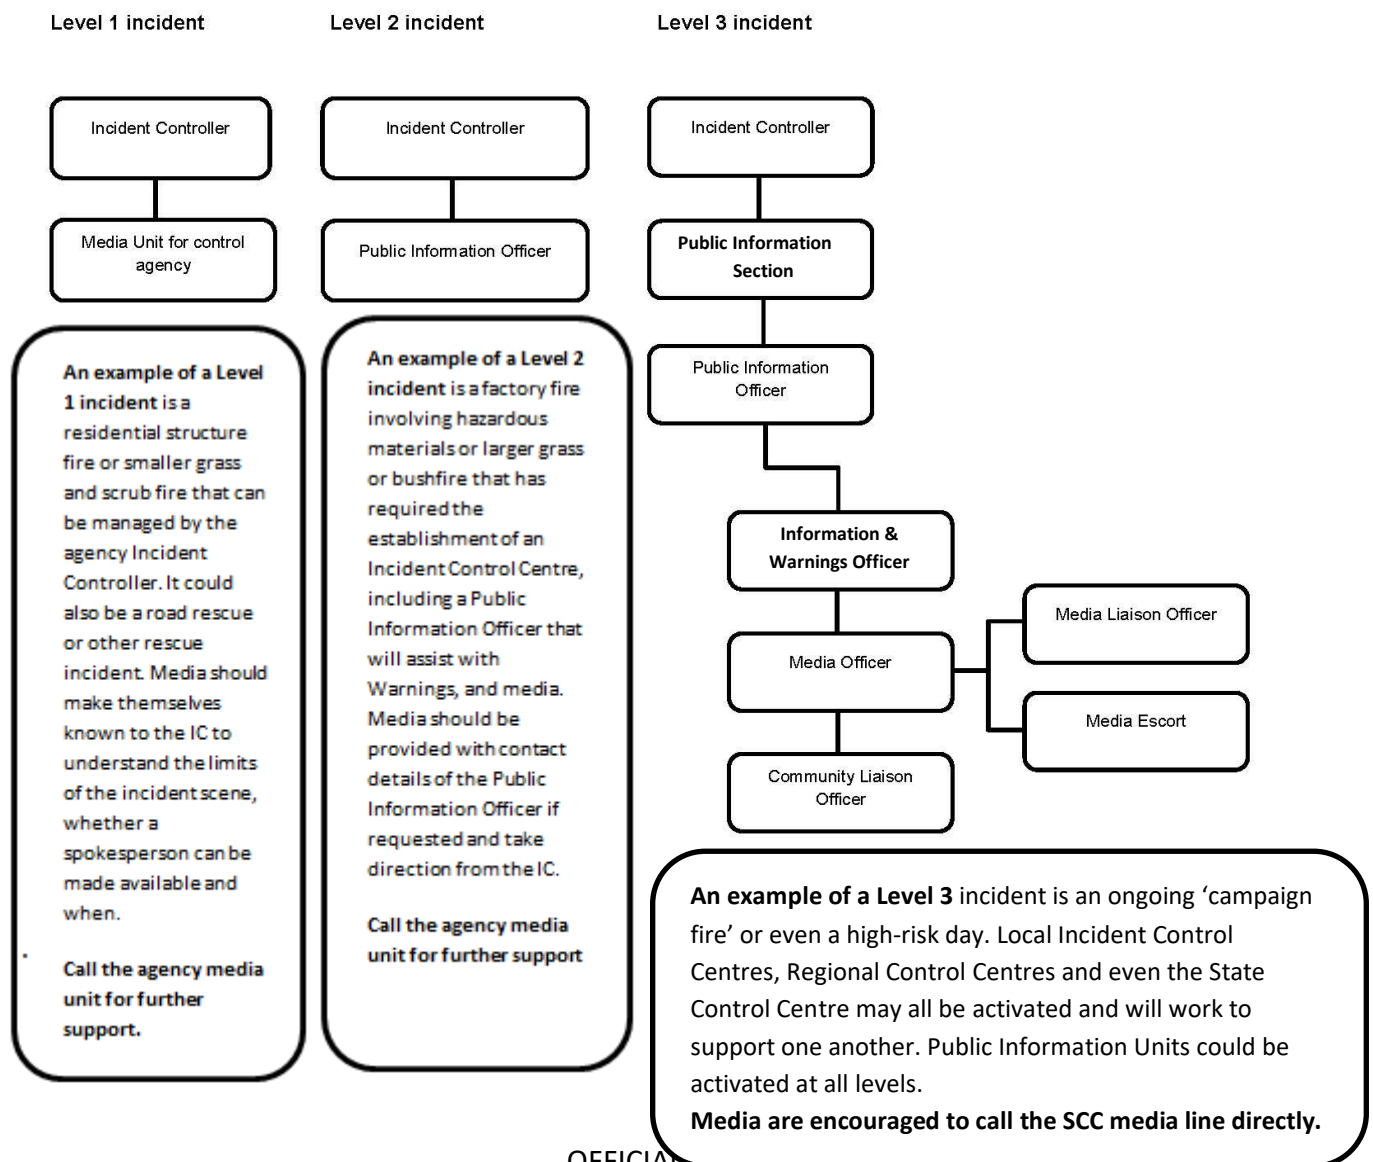 Level 1 incident
Level 2 incident
Level 3 incident
Incident Controller
Incident Controller
Incident Controller
Media Unit for control
agency
Public Information Officer
Public Information
Section
An example of a Level
1 incident is a
residential structure
fire or smaller grass
and scrub fire that can
be managed by the
agency Incident
Controller. It could
also be a road rescue
or other rescue
incident. Media should
make themselves
known to the IC to
understand the limits
of the incident scene,
whether a
spokesperson can be
made available and
when.
Call the agency media
unit for further
support.
An example of a Level 2
incident is a factory fire
involving hazardous
materials or larger grass
or bushfire that has
required the
establishment of an
Incident Control Centre,
including a Public
Information Officer that
will assist with
Warnings, and media.
Media should be
provided with contact
details of the Public
Information Officer if
requested and take
direction from the IC.
Call the agency media
unit for further support
Public Information
Officer
Information &
Warnings Officer
Media Officer
Media Liaison Officer
Media Escort
Community Liaison
Officer
An example of a Level 3 incident is an ongoing ‘campaign
fire’ or even a high-risk day. Local Incident Control
Centres, Regional Control Centres and even the State
Control Centre may all be activated and will work to
support one another. Public Information Units could be
activated at all levels.
Media are encouraged to call the SCC media line directly.